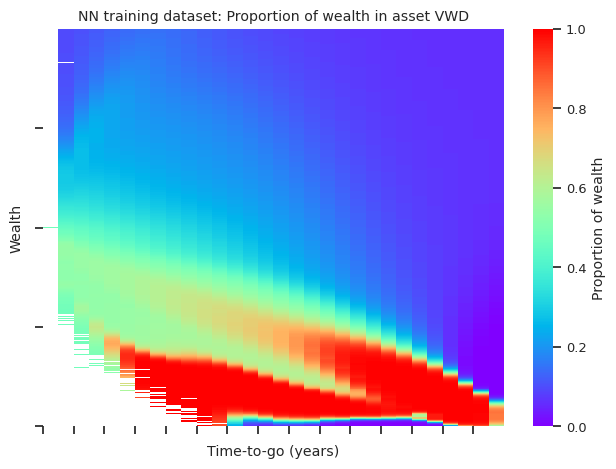 NN training dataset: Proportion of wealth in asset VWD
Wealth
Time-to-go (years)
1.0
0.8
0.6
0.4
0.2
0.0
Proportion of wealth